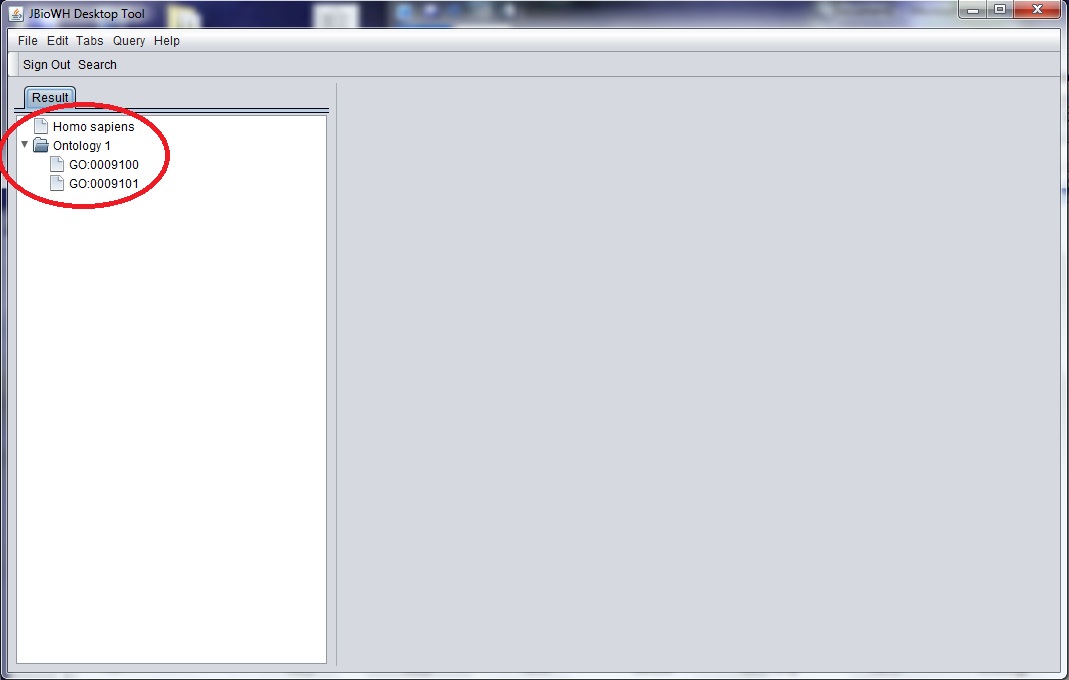 JBioWH Desktop Tool
File Edit Tabs Query Help
Sign Out Search
Result
Homo sapiens
Ontology 1
GO:0009100
GO:0009101